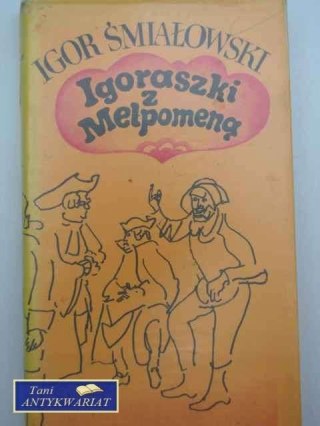 IGOR ŚMIAŁOWSKI
Igoraszki
z
Melpomeną
Tani
ANTYKWARIAT